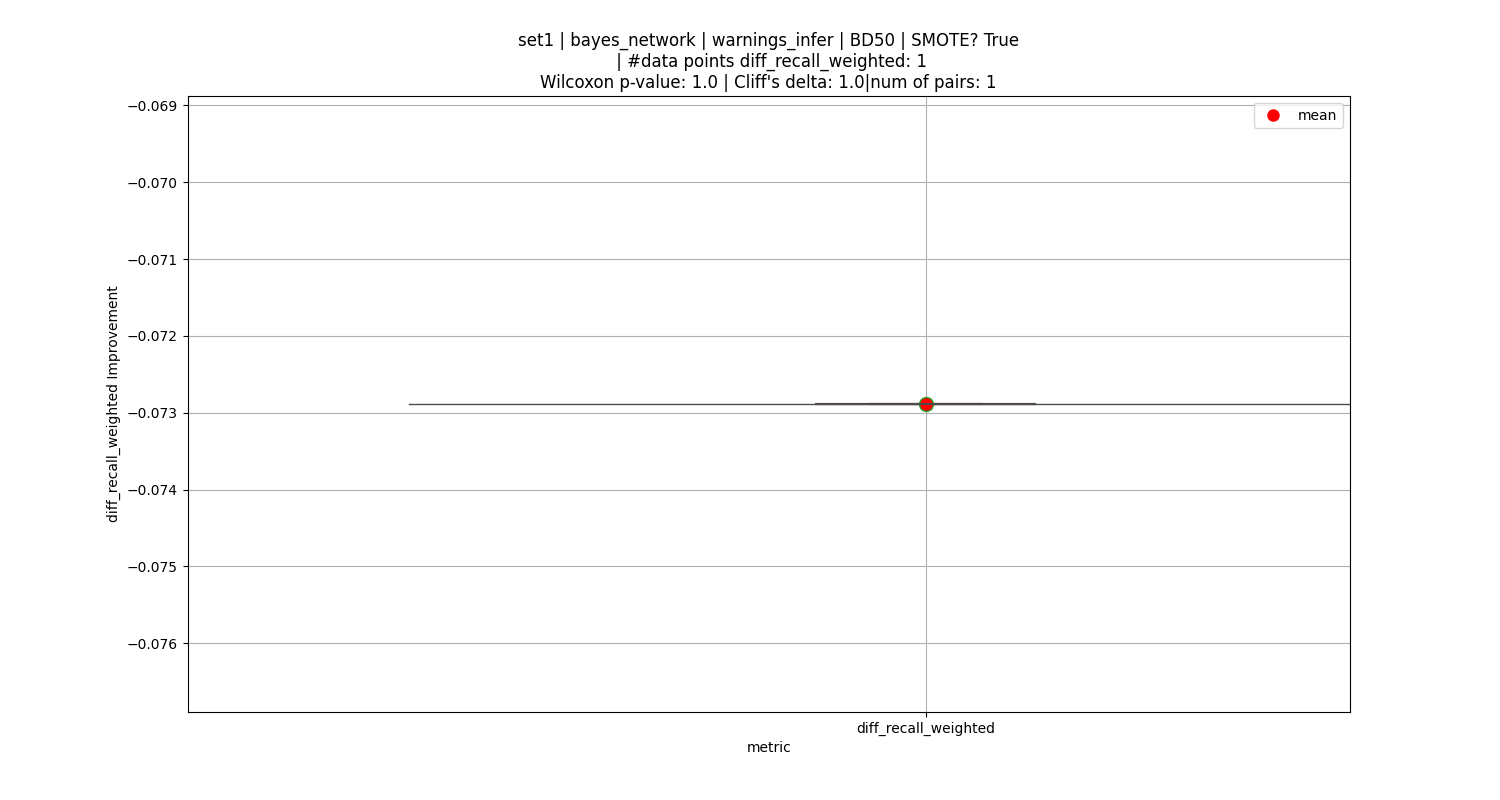 set1 | bayes_network | warnings_infer | BD50 | SMOTE? True
| #data points diff_recall_weighted: 1
Wilcoxon p-value: 1.0 | Cliff's delta: 1.0|num of pairs: 1
−0.069
mean
−0.070
−0.071
−0.072
−0.073
−0.074
−0.075
−0.076
diff_recall_weighted Improvement
diff_recall_weighted
metric